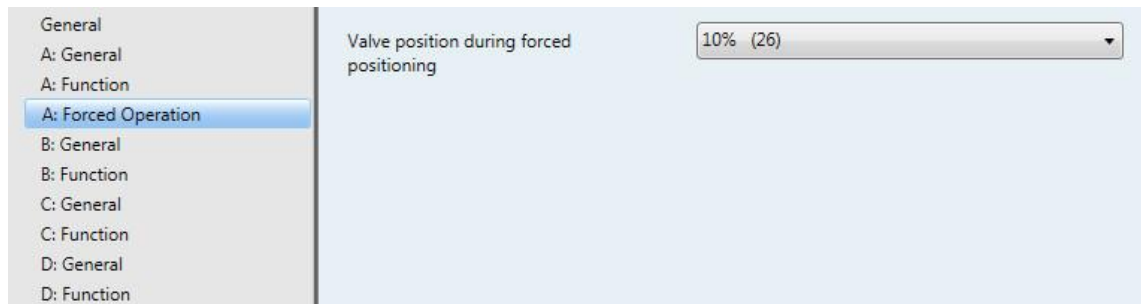 General
A: General
A: Function
A: Forced Operation
B: General
B: Function
C: General
C: Function
D: General
D: Function
Valve position during forced
positioning
10% (26)